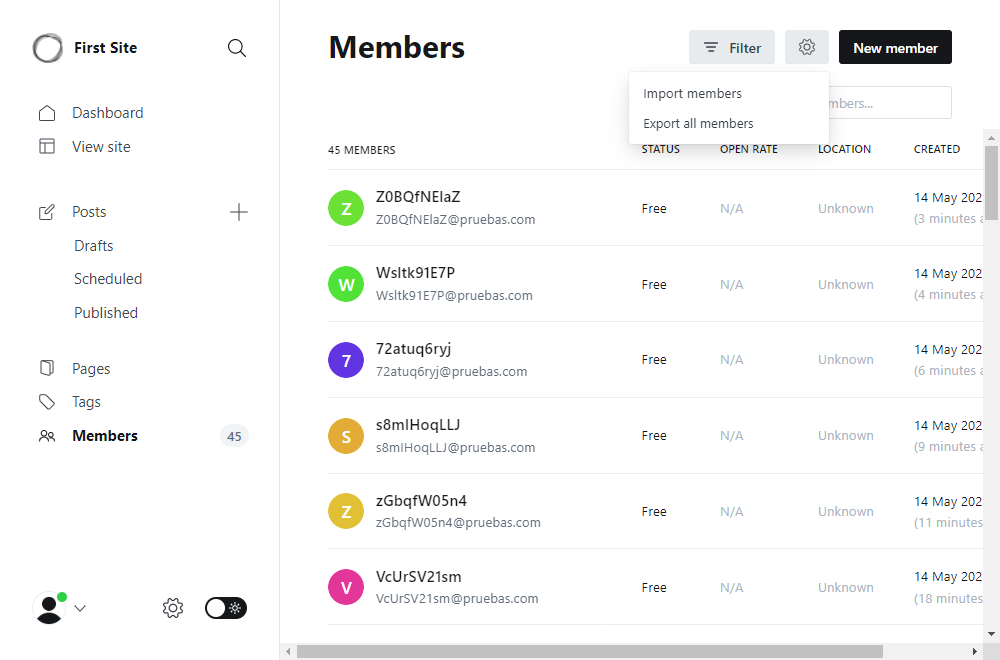 First Site
Dashboard
View site
Posts
Drafts
Scheduled
Published
Pages
Tags
Members
45
Members
Filter
New member
Import members
Export all members
45 MEMBERS
STATUS
OPEN RATE
LOCATION
CREATED
Z
Z0BQfNElaZ
Z0BQfNElaZ@pruebas.com
Free
N/A
Unknown
14 May 202
(3 minutes a
W
Wsltk91E7P
Wsltk91E7P@pruebas.com
Free
N/A
Unknown
14 May 202
(4 minutes a
7
72atuq6ryj
72atuq6ryj@pruebas.com
Free
N/A
Unknown
14 May 202
(6 minutes a
S
s8mIHoqLLJ
s8mIHoqLLJ@pruebas.com
Free
N/A
Unknown
14 May 202
(9 minutes a
Z
zGbqfW05n4
zGbqfW05n4@pruebas.com
Free
N/A
Unknown
14 May 202
(11 minutes
V
VcUrSV21sm
VcUrSV21sm@pruebas.com
Free
N/A
Unknown
14 May 202
(18 minutes